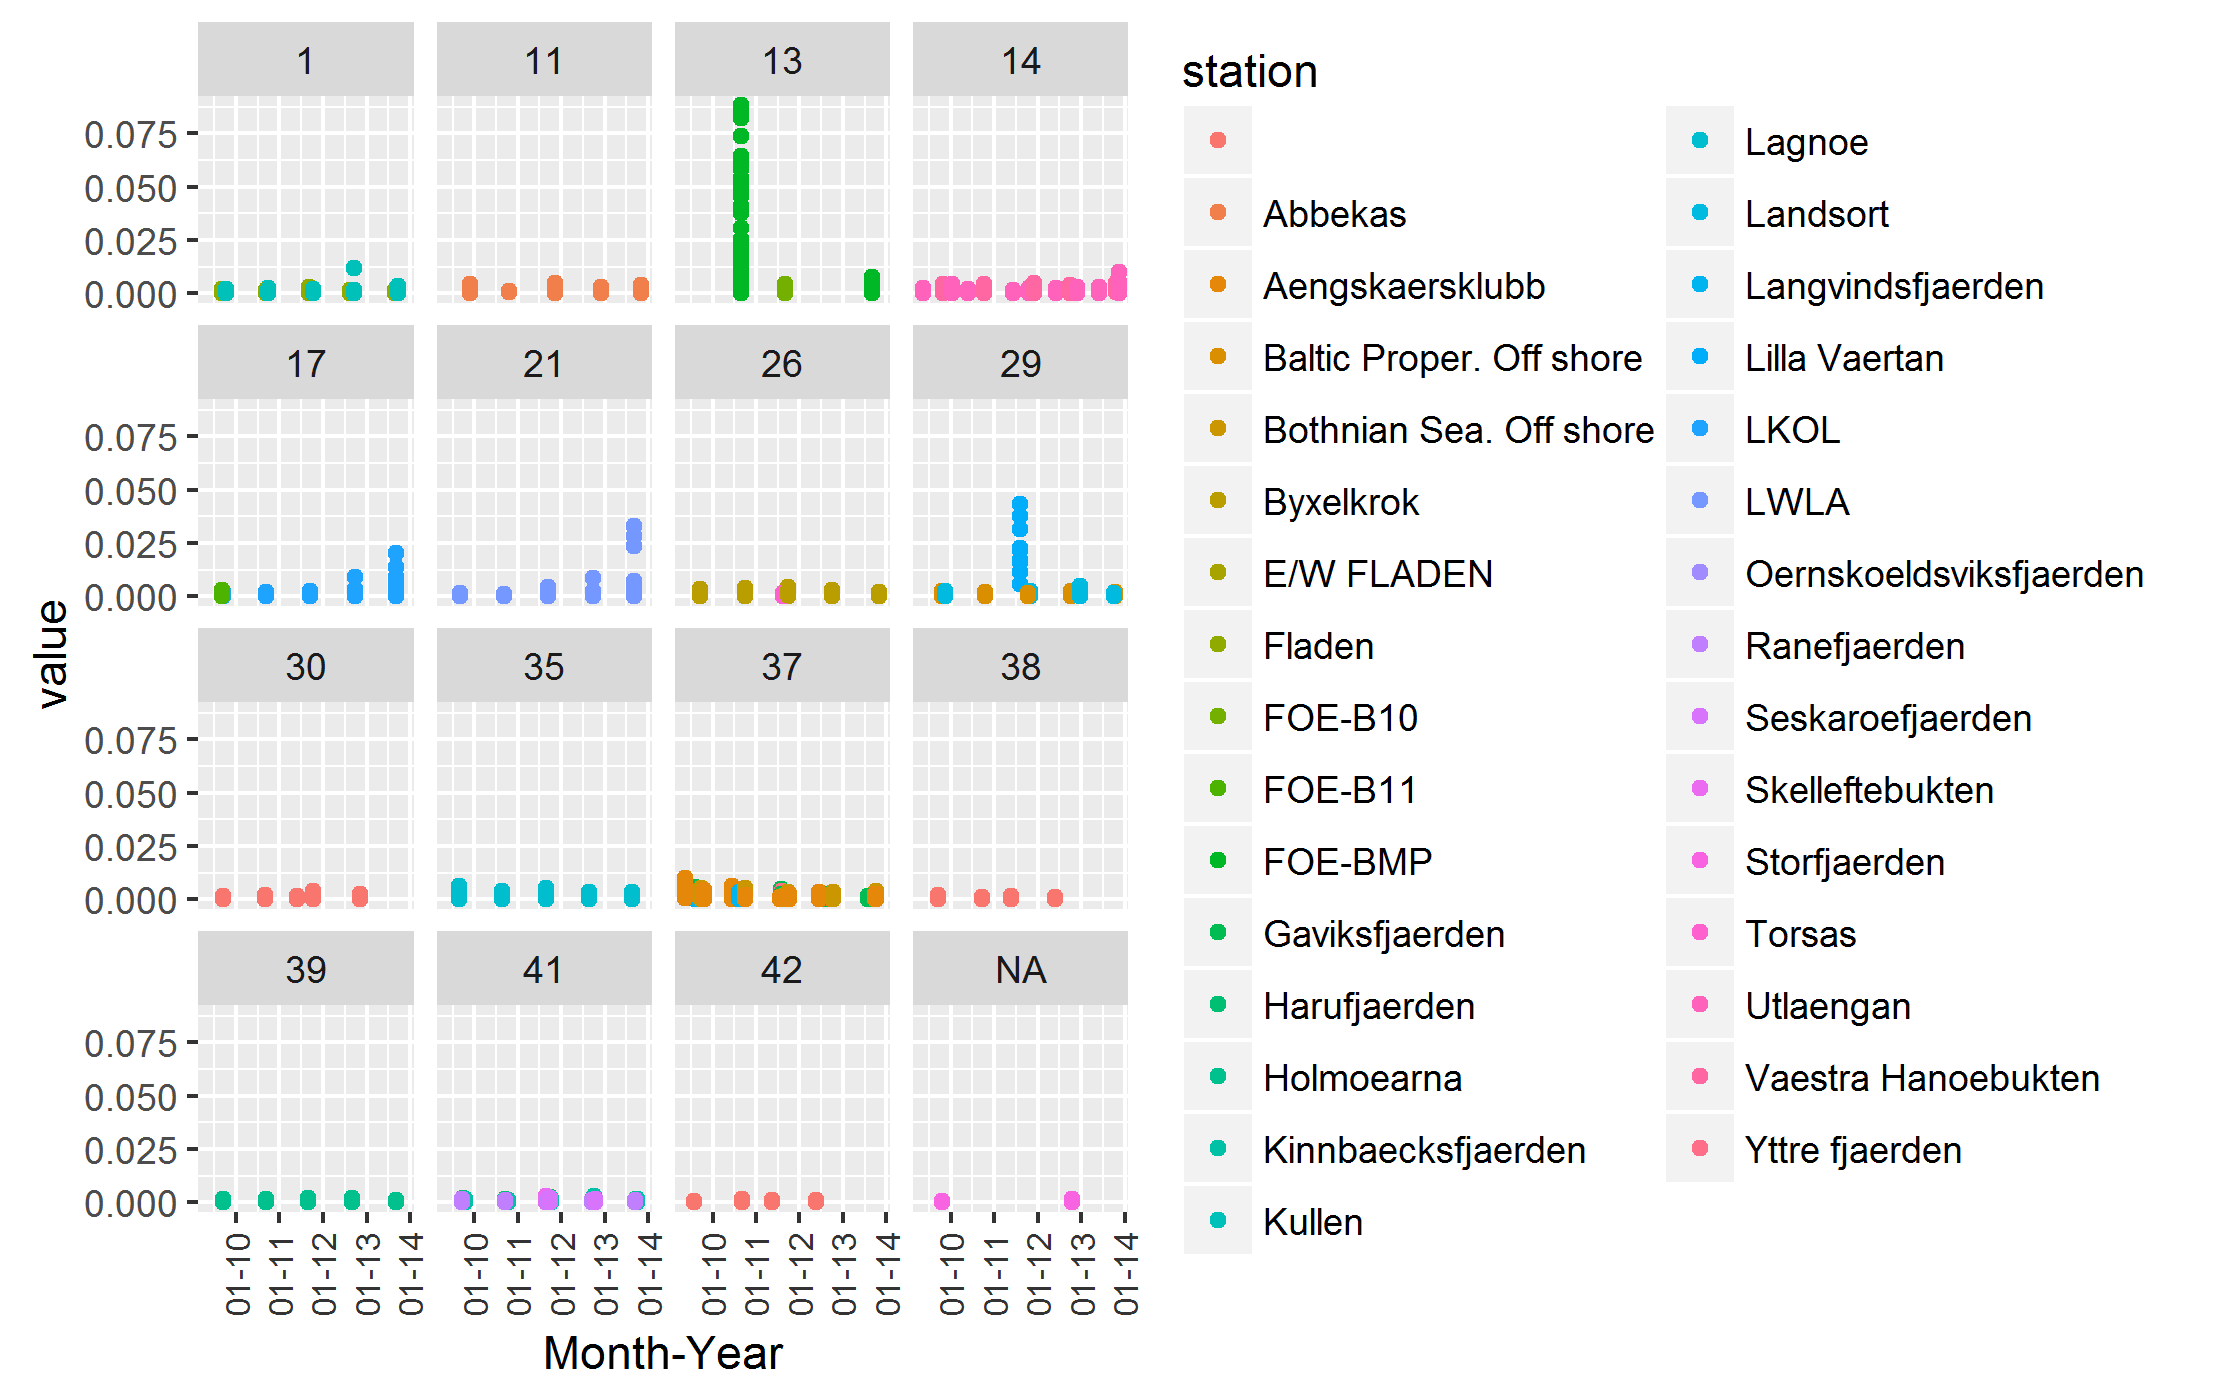 1 11 13 14
0.075
0.050
0.025
0.000
17 21 26 29
0.075
0.050
0.025
0.000
30 35 37 38
0.075
0.050
0.025
0.000
39 41 42 NA
0.075
0.050
0.025
0.000
01-10 01-11 01-12 01-13 01-14 01-10 01-11 01-12 01-13 01-14 01-10 01-11 01-12 01-13 01-14 01-10 01-11 01-12 01-13 01-14
Month-Year
value
station
Abbekas
Aengskaersklubb
Baltic Proper. Off shore
Bothnian Sea. Off shore
Byxelkrok
E/W FLADEN
Fladen
FOE-B10
FOE-B11
FOE-BMP
Gaviksfjaerden
Harufjaerden
Holmoearna
Kinnbaecksfjaerden
Kullen
Lagnoe
Landsort
Langvindsfjaerden
Lilla Vaertan
LKOL
LWLA
Oernskoeldsviksfjaerden
Ranefjaerden
Seskaroefjaerden
Skelleftebukten
Storfjaerden
Torsas
Utlaengan
Vaestra Hanoebukten
Yttre fjaerden